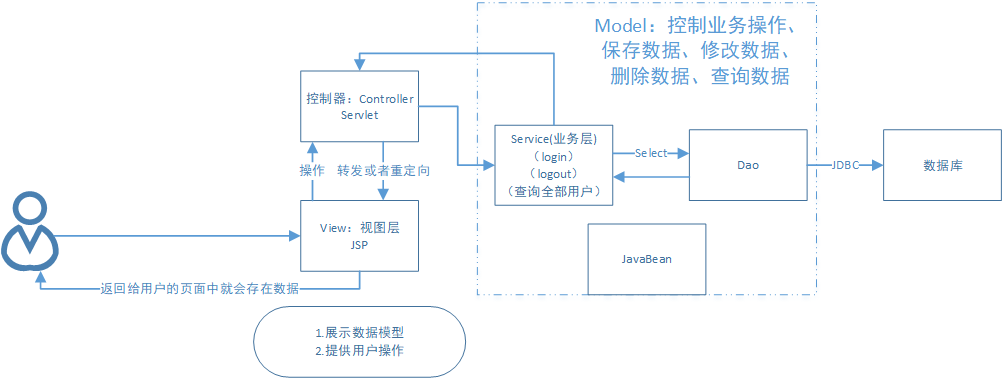 Model：控制业务操作、
保存数据、修改数据、
删除数据、查询数据
控制器：Controller
Servlet
Service(业务层)
（login）
（logout）
（查询全部用户）
Select
Dao
JDBC
数据库
操作
转发或者重定向
View：视图层
JSP
JavaBean
返回给用户的页面中就会存在数据
1.展示数据模型
2.提供用户操作